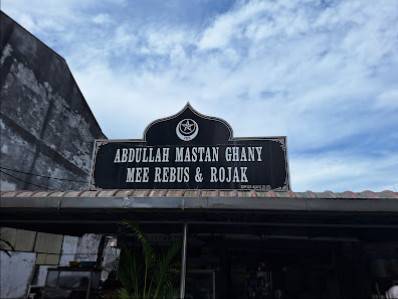 ABDULLAH MASTAN GHANY
MEE REBUS & ROJAK